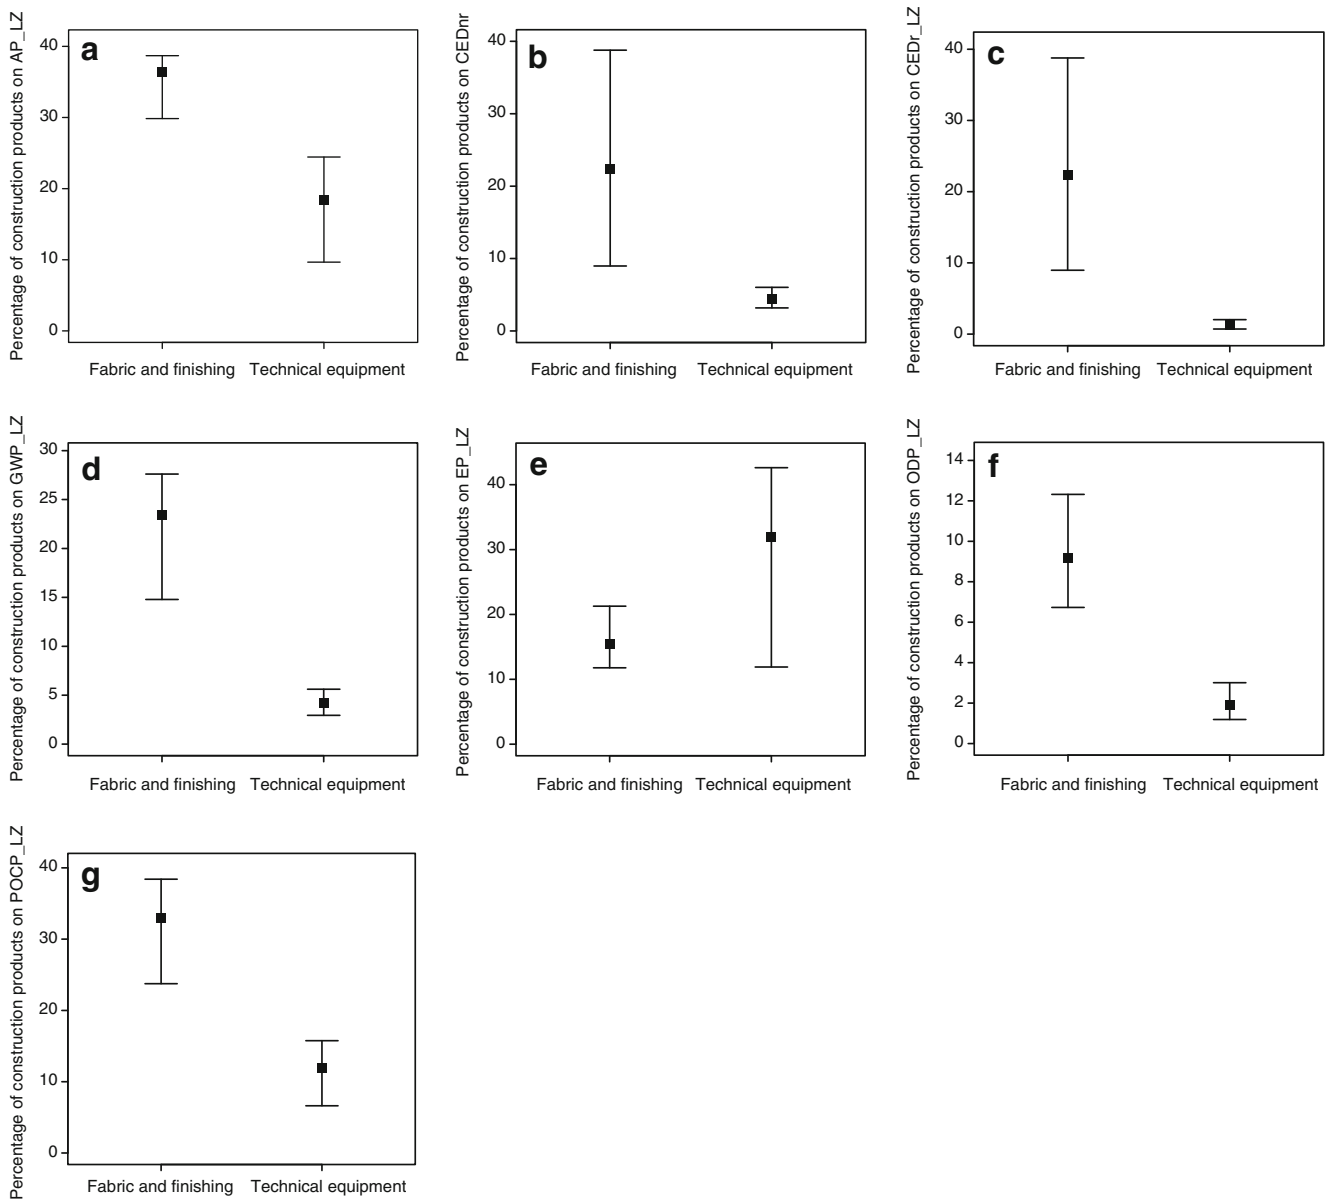 Percentage of construction products on AP_LZ
a
40
30
20
10
0
Fabric and finishing Technical equipment
Percentage of construction products on CEDnr
b
40
30
20
10
0
Fabric and finishing Technical equipment
Percentage of construction products on CEDr_LZ
c
40
30
20
10
0
Fabric and finishing Technical equipment
Percentage of construction products on GWP_LZ
d
30
25
20
15
10
5
0
Fabric and finishing Technical equipment
Percentage of construction products on EP_LZ
e
40
30
20
10
0
Fabric and finishing Technical equipment
Percentage of construction products on ODP_LZ
f
14
12
10
8
6
4
2
0
Fabric and finishing Technical equipment
Percentage of construction products on POCP_LZ
g
40
30
20
10
0
Fabric and finishing Technical equipment